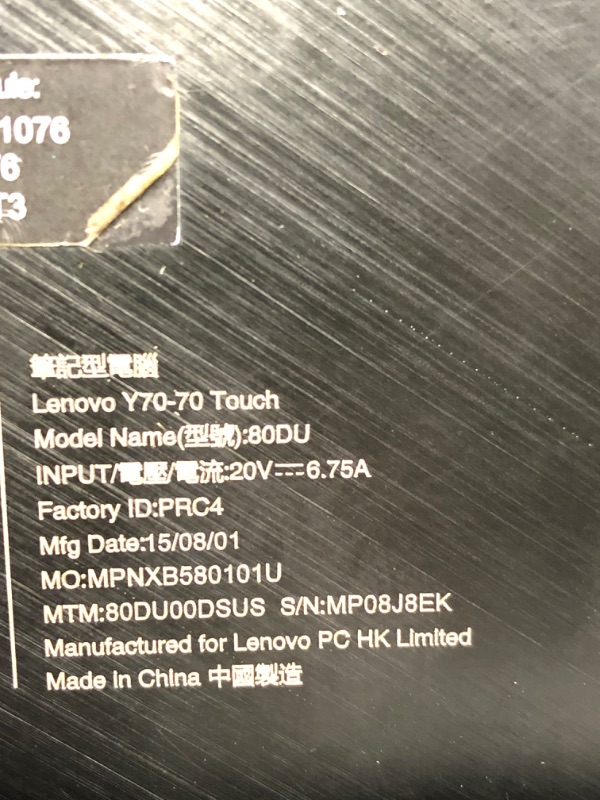 1076
筆記型電腦
Lenovo Y70-70 Touch
Model Name(型號):80DU
INPUT/電壓/電流:20V⎓6.75A
Factory ID:PRC4
Mfg Date:15/08/01
MO:MPNXB580101U
MTM:80DU00DSUS S/N:MP08J8EK
Manufactured for Lenovo PC HK Limited
Made in China 中國製造